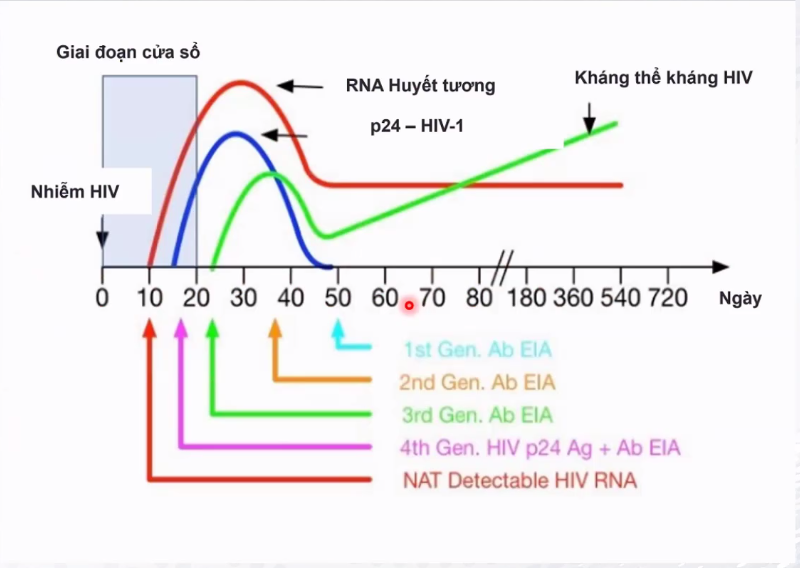 Giai đoạn cửa sổ
RNA Huyết tương
Kháng thể kháng HIV
p24 – HIV-1
Nhiễm HIV
0 10 20 30 40 50 60 70 80 180 360 540 720 Ngày
1st Gen. Ab EIA
2nd Gen. Ab EIA
3rd Gen. Ab EIA
4th Gen. HIV p24 Ag + Ab EIA
NAT Detectable HIV RNA